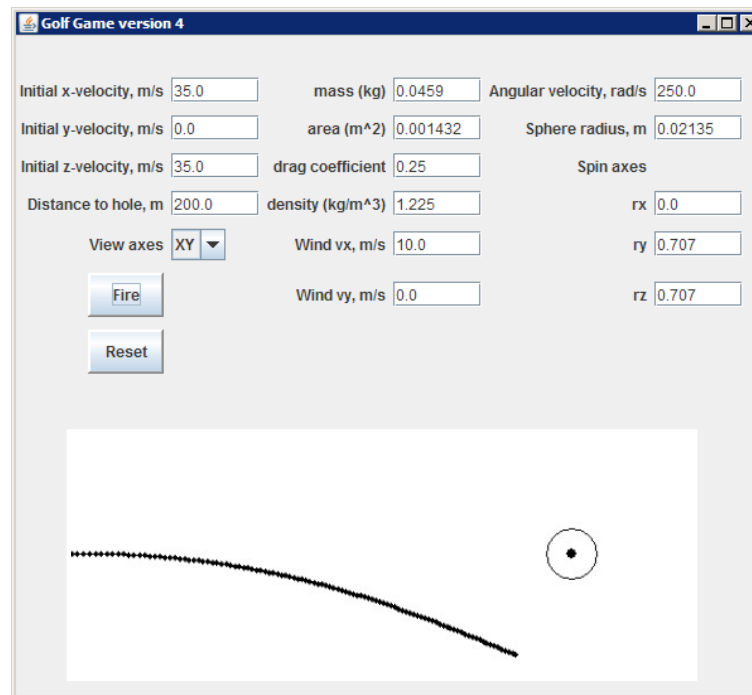 Golf Game version 4
Initial x-velocity, m/s 35.0 mass (kg) 0.0459 Angular velocity, rad/s 250.0
Initial y-velocity, m/s 0.0 area (m^2) 0.001432 Sphere radius, m 0.02135
Initial z-velocity, m/s 35.0 drag coefficient 0.25 Spin axes
Distance to hole, m 200.0 density (kg/m^3) 1.225 rx 0.0
View axes XY Wind vx, m/s 10.0 ry 0.707
Fire Wind vy, m/s 0.0 rz 0.707
Reset